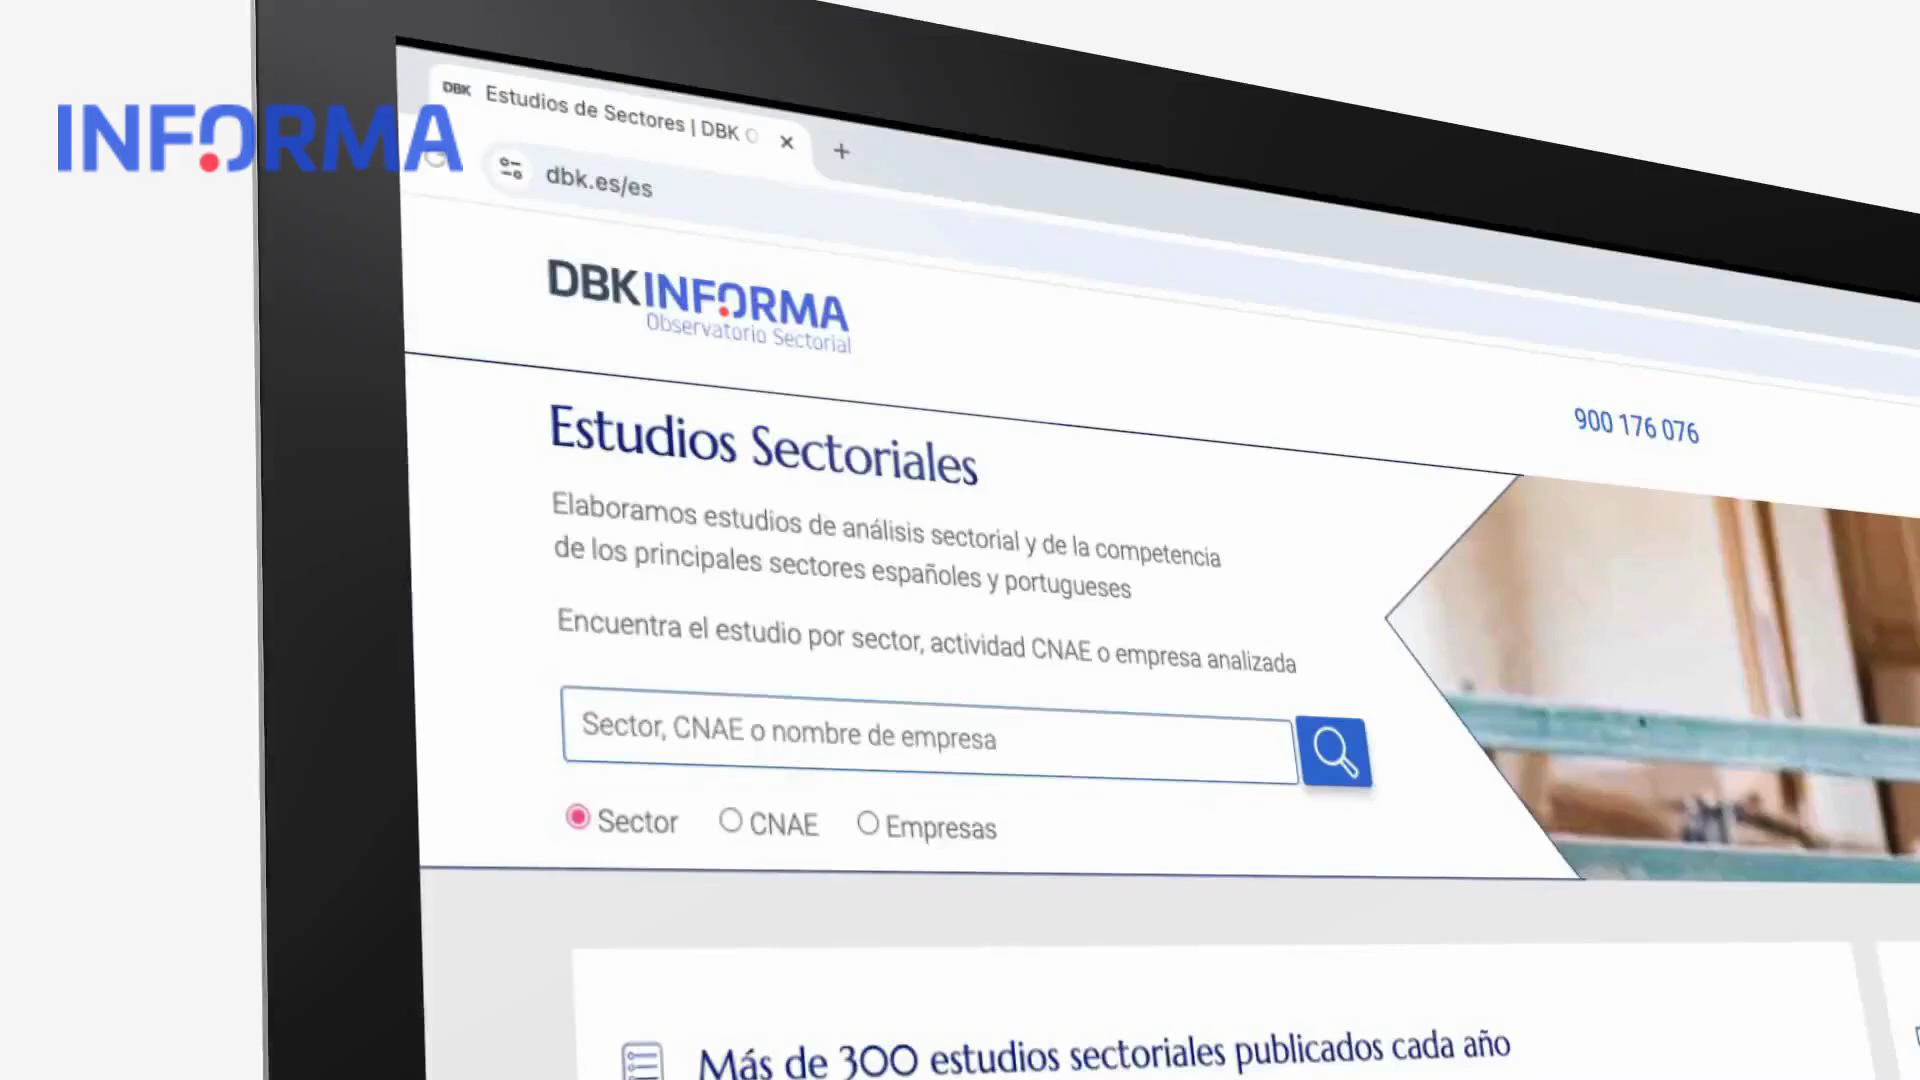 INFORMA
DBK Estudios de Sectores | DBK O
dbk.es/es
DBKINFORMA
Observatorio Sectorial
900 176 076
Estudios Sectoriales
Elaboramos estudios de análisis sectorial y de la competencia
de los principales sectores españoles y portugueses
Encuentra el estudio por sector, actividad CNAE o empresa analizada
Sector, CNAE o nombre de empresa
Sector CNAE Empresas
Más de 300 estudios sectoriales publicados cada año